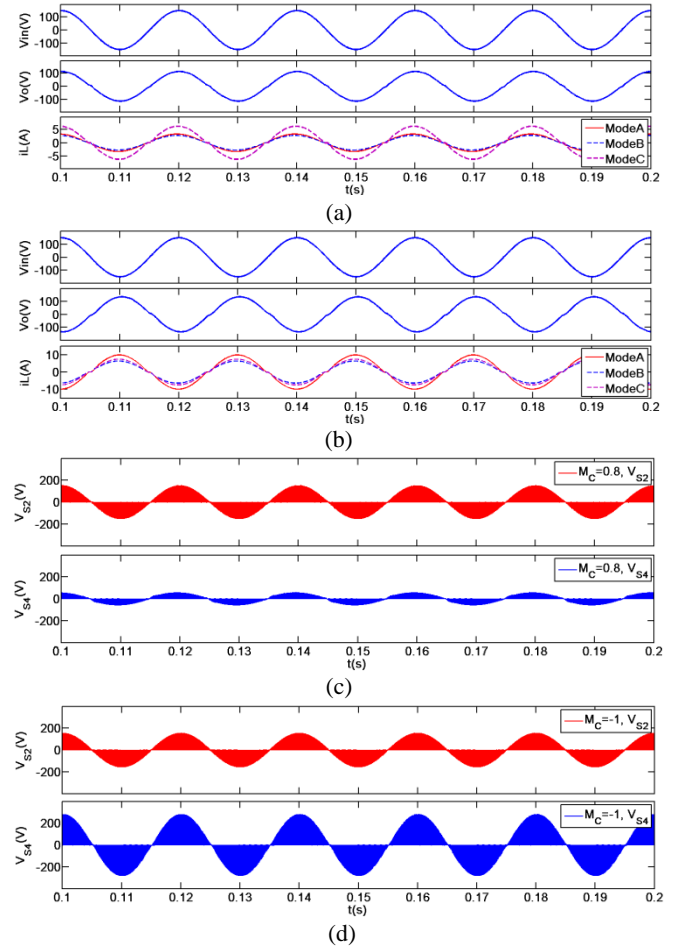 Vin(V)
100
0
-100
Vo(V)
100
0
-100
iL(A)
5
0
-5
ModeA
ModeB
ModeC
0.1 0.11 0.12 0.13 0.14 0.15 0.16 0.17 0.18 0.19 0.2
t(s)
(a)
Vin(V)
100
0
-100
Vo(V)
100
0
-100
iL(A)
10
0
-10
ModeA
ModeB
ModeC
0.1 0.11 0.12 0.13 0.14 0.15 0.16 0.17 0.18 0.19 0.2
t(s)
(b)
VS2(V)
200
0
-200
MC=0.8, VS2
VS4(V)
200
0
-200
MC=0.8, VS4
0.1 0.11 0.12 0.13 0.14 0.15 0.16 0.17 0.18 0.19 0.2
t(s)
(c)
VS2(V)
200
0
-200
MC=-1, VS2
VS4(V)
200
0
-200
MC=-1, VS4
0.1 0.11 0.12 0.13 0.14 0.15 0.16 0.17 0.18 0.19 0.2
t(s)
(d)